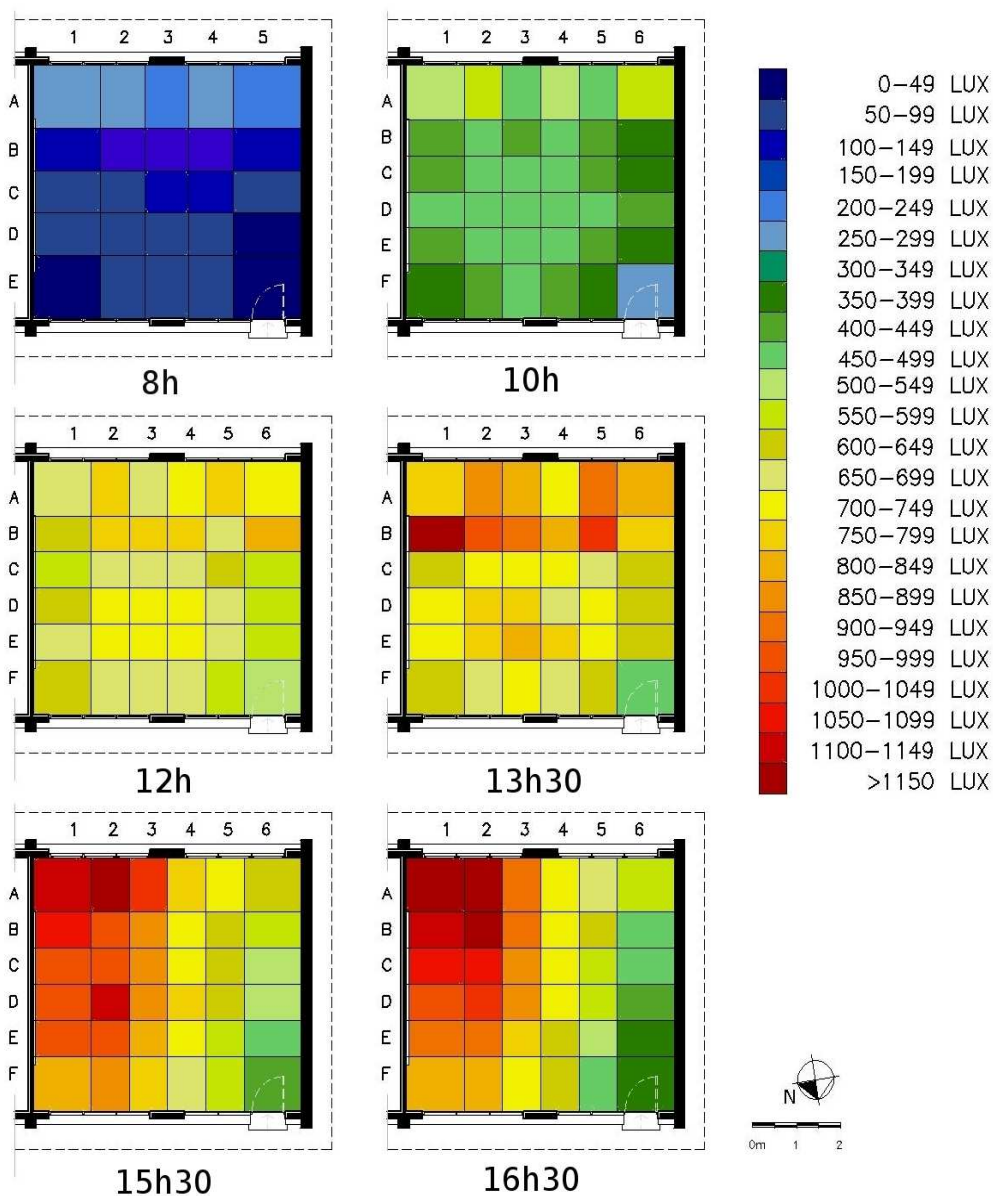 1 2 3 4 5
A
B
C
D
E
8h
1 2 3 4 5 6
A
B
C
D
E
F
10h
1 2 3 4 5 6
A
B
C
D
E
F
12h
1 2 3 4 5 6
A
B
C
D
E
F
13h30
1 2 3 4 5 6
A
B
C
D
E
F
15h30
1 2 3 4 5 6
A
B
C
D
E
F
16h30
0-49 LUX
50-99 LUX
100-149 LUX
150-199 LUX
200-249 LUX
250-299 LUX
300-349 LUX
350-399 LUX
400-449 LUX
450-499 LUX
500-549 LUX
550-599 LUX
600-649 LUX
650-699 LUX
700-749 LUX
750-799 LUX
800-849 LUX
850-899 LUX
900-949 LUX
950-999 LUX
1000-1049 LUX
1050-1099 LUX
1100-1149 LUX
>1150 LUX
N
0m 1 2